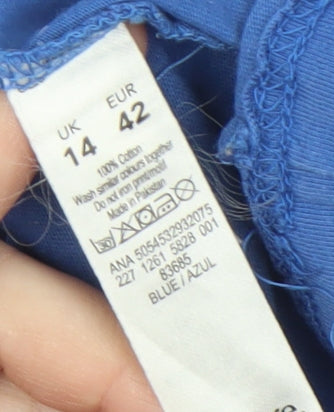 UK EUR
14 42
100% Cotton
Wash similar colours together
Do not iron print/motif
Made in Pakistan
ANA 5054532932075
227 1261 5828 001
83685
BLUE / AZUL